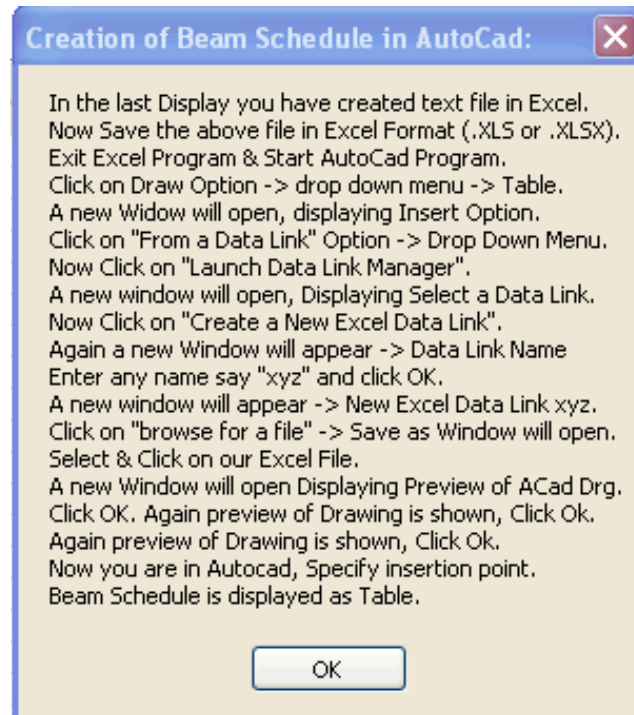 Creation of Beam Schedule in AutoCad:
In the last Display you have created text file in Excel.
Now Save the above file in Excel Format (.XLS or .XLSX).
Exit Excel Program & Start AutoCad Program.
Click on Draw Option -> drop down menu -> Table.
A new Widow will open, displaying Insert Option.
Click on "From a Data Link" Option -> Drop Down Menu.
Now Click on "Launch Data Link Manager".
A new window will open, Displaying Select a Data Link.
Now Click on "Create a New Excel Data Link".
Again a new Window will appear -> Data Link Name
Enter any name say "xyz" and click OK.
A new window will appear -> New Excel Data Link xyz.
Click on "browse for a file" -> Save as Window will open.
Select & Click on our Excel File.
A new Window will open Displaying Preview of ACad Drg.
Click OK. Again preview of Drawing is shown, Click Ok.
Again preview of Drawing is shown, Click Ok.
Now you are in Autocad, Specify insertion point.
Beam Schedule is displayed as Table.
OK